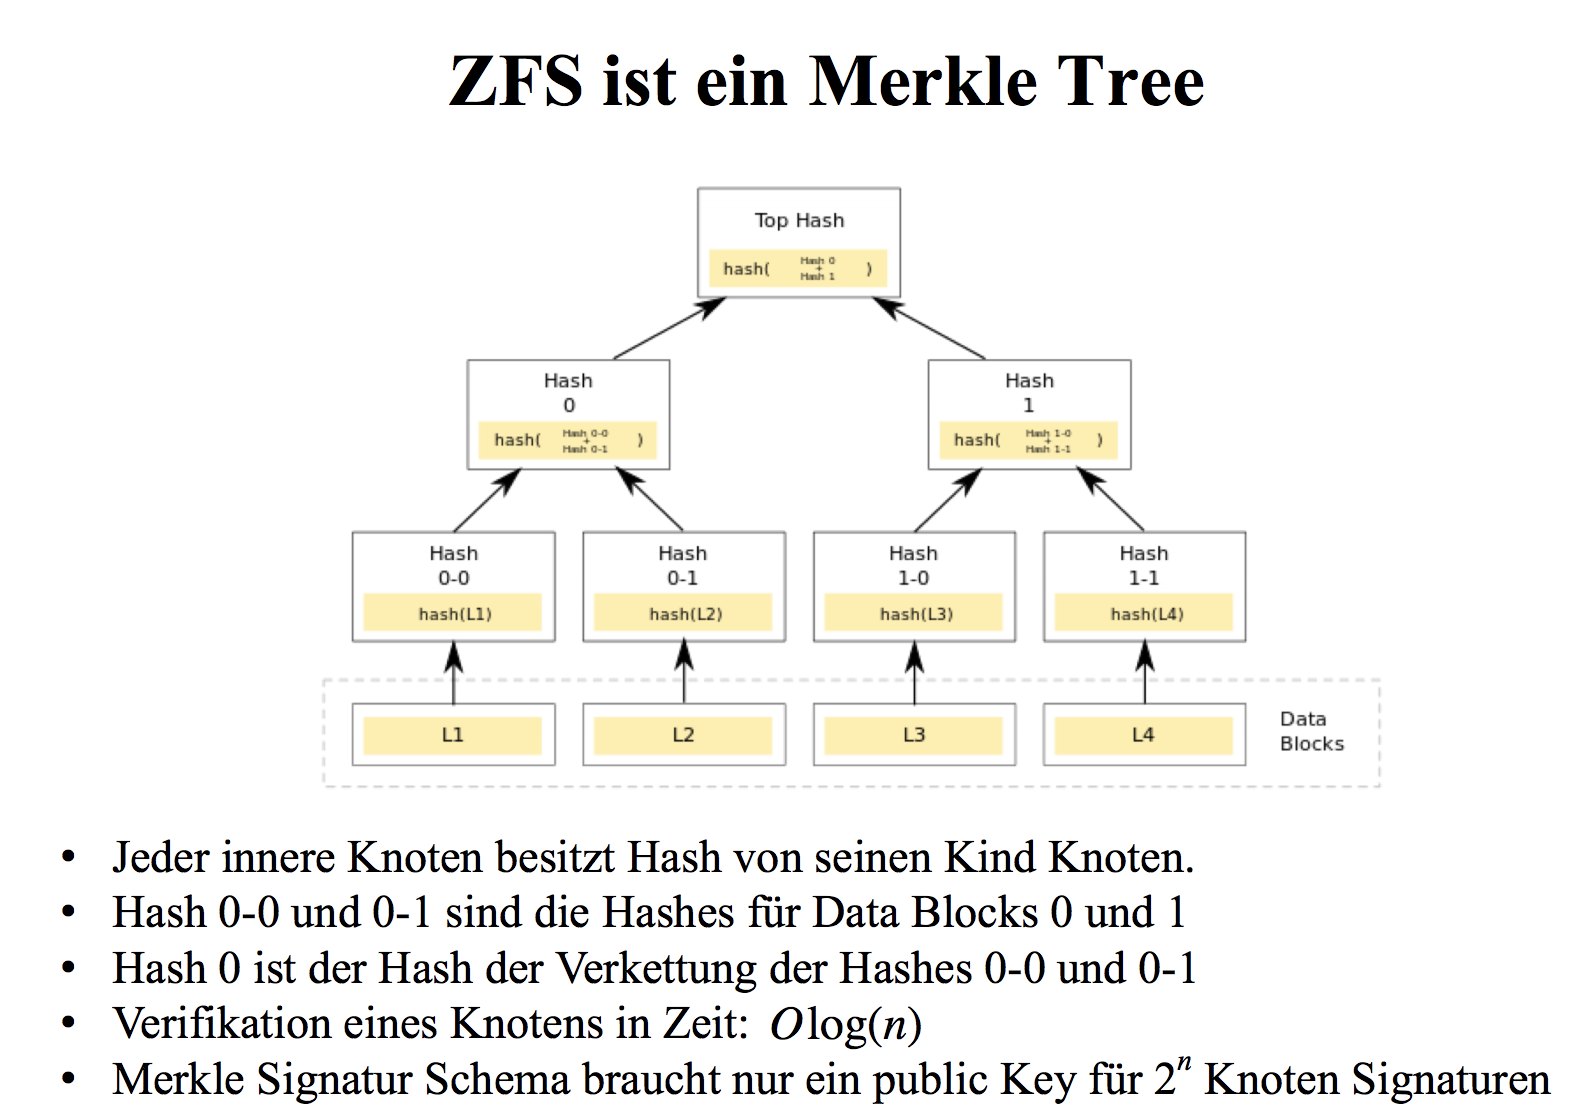 ZFS ist ein Merkle Tree
Top Hash
hash( Hash 0 + Hash 1 )
Hash 0
hash( Hash 0-0 + Hash 0-1 )
Hash 1
hash( Hash 1-0 + Hash 1-1 )
Hash 0-0
hash(L1)
Hash 0-1
hash(L2)
Hash 1-0
hash(L3)
Hash 1-1
hash(L4)
L1
L2
L3
L4
Data
Blocks
• Jeder innere Knoten besitzt Hash von seinen Kind Knoten.
• Hash 0-0 und 0-1 sind die Hashes für Data Blocks 0 und 1
• Hash 0 ist der Hash der Verkettung der Hashes 0-0 und 0-1
• Verifikation eines Knotens in Zeit: O log(n)
• Merkle Signatur Schema braucht nur ein public Key für 2ⁿ Knoten Signaturen